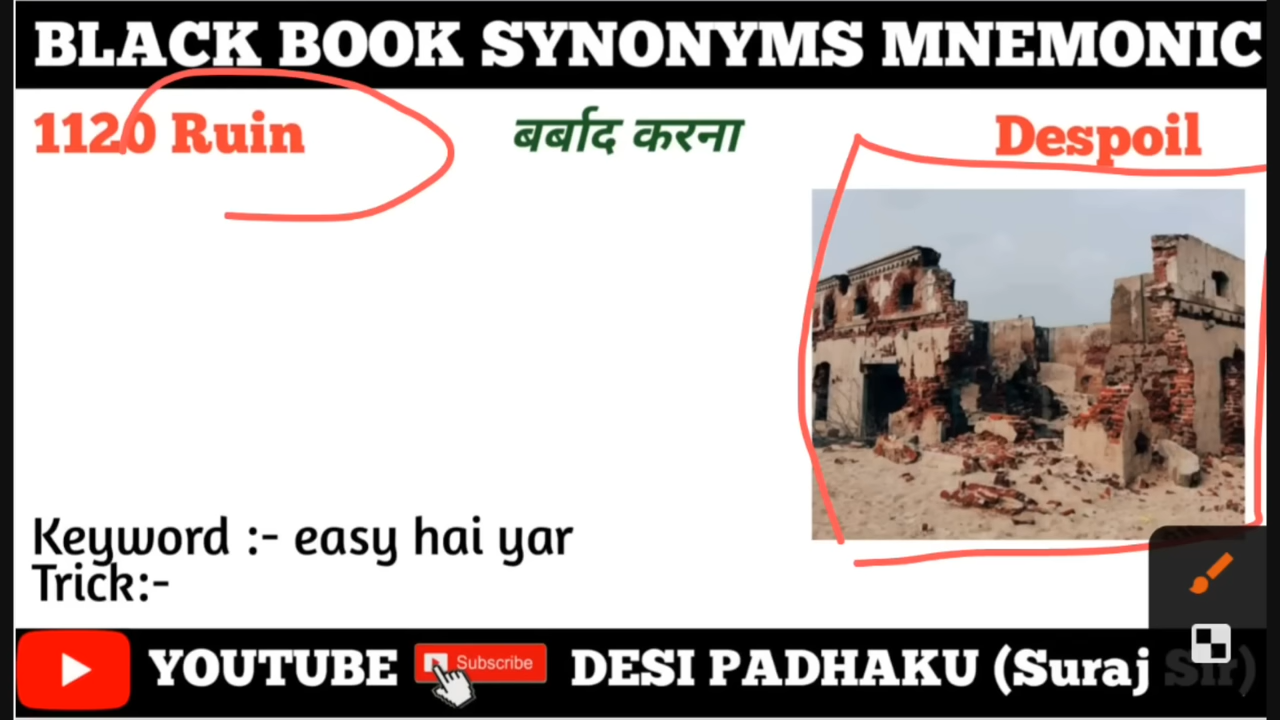 BLACK BOOK SYNONYMS MNEMONIC
1120 Ruin बर्बाद करना Despoil
Keyword :- easy hai yar
Trick:-
YOUTUBE Subscribe DESI PADHAKU (Suraj Sir)